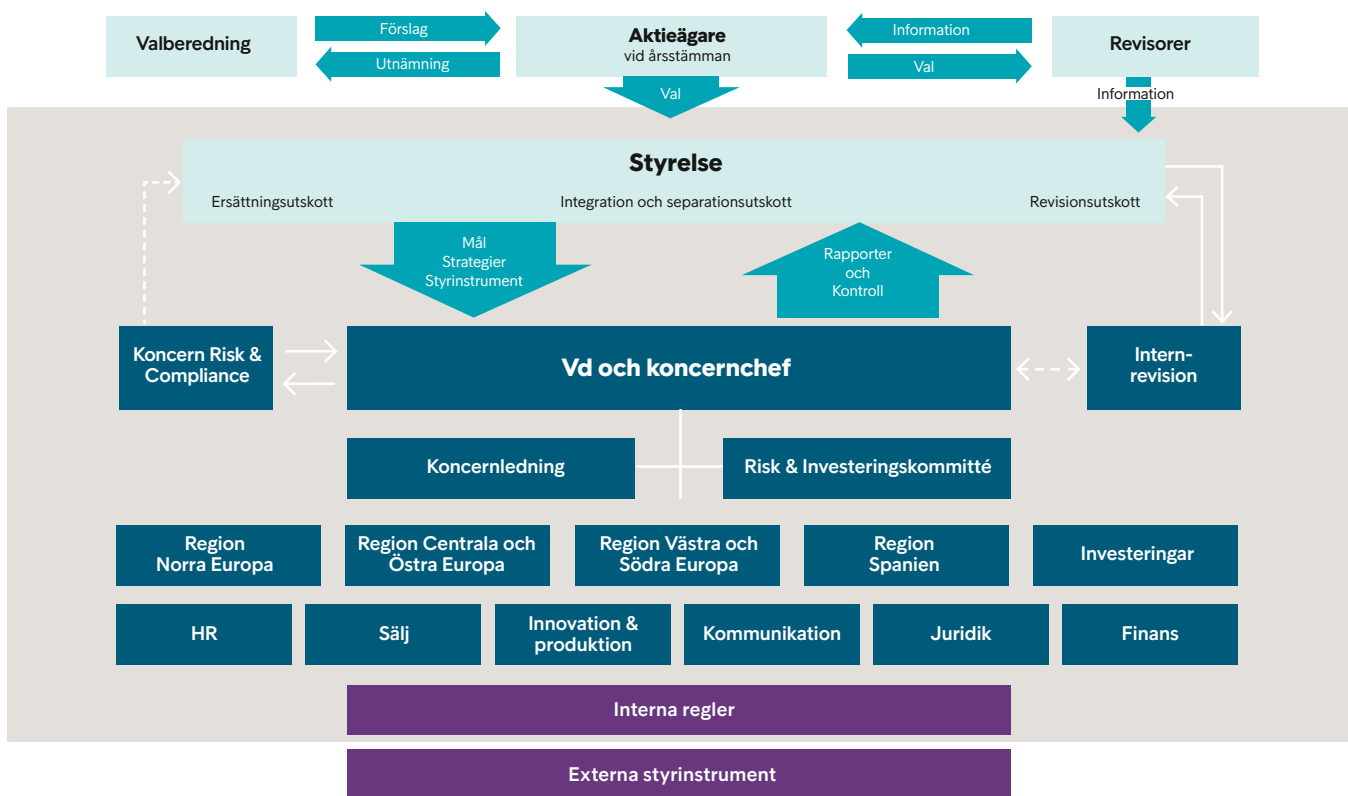 Valberedning
Förslag
Utnämning
Aktieägare
vid årsstämman
Information
Val
Revisorer
Val
Information
Styrelse
Ersättningsutskott
Integration och separationsutskott
Revisionsutskott
Mål
Strategier
Styrinstrument
Rapporter
och
Kontroll
Koncern Risk &
Compliance
Vd och koncernchef
Intern-
revision
Koncernledning
Risk & Investeringskommitté
Region
Norra Europa
Region Centrala och
Östra Europa
Region Västra och
Södra Europa
Region
Spanien
Investeringar
HR
Sälj
Innovation &
produktion
Kommunikation
Juridik
Finans
Interna regler
Externa styrinstrument